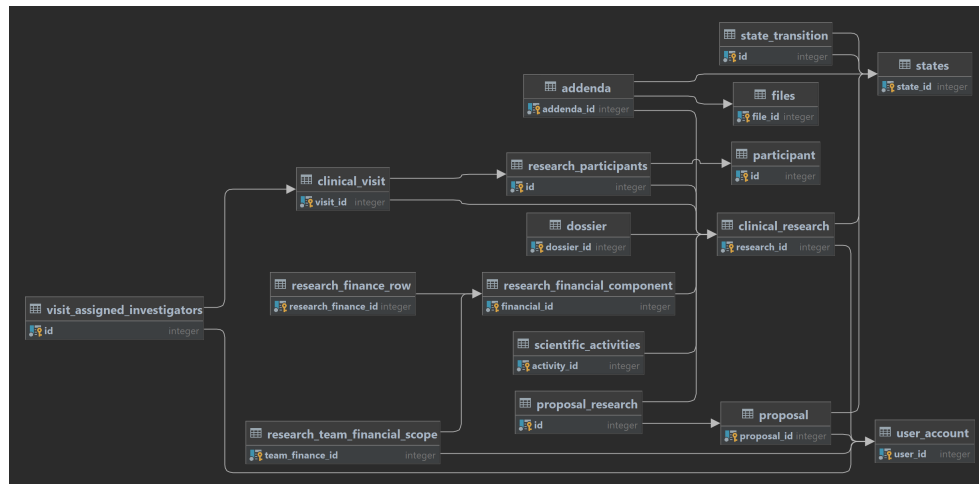 state_transition
id integer
states
state_id integer
addenda
addenda_id integer
files
file_id integer
research_participants
id integer
participant
id integer
clinical_visit
visit_id integer
dossier
dossier_id integer
clinical_research
research_id integer
research_finance_row
research_finance_id integer
research_financial_component
financial_id integer
visit_assigned_investigators
id integer
scientific_activities
activity_id integer
proposal_research
id integer
proposal
proposal_id integer
research_team_financial_scope
team_finance_id integer
user_account
user_id integer